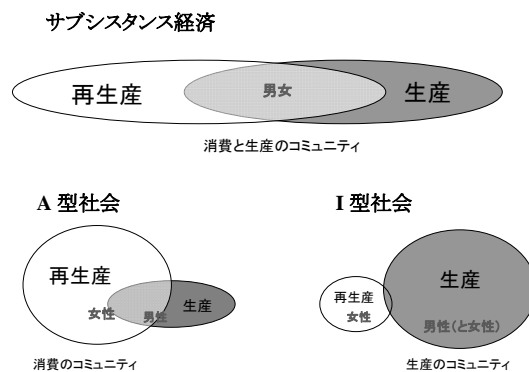 サブシスタンス経済
再生産 男女 生産
消費と生産のコミュニティ
A 型社会 I 型社会
再生産
生産
女性 男性
消費のコミュニティ
生産
再生産
女性
男性(と女性)
生産のコミュニティ